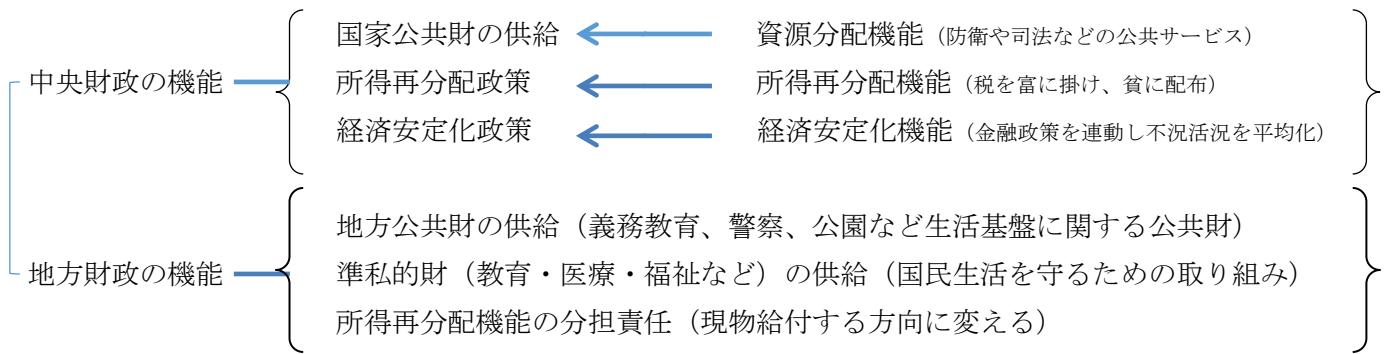 国家公共財の供給 資源分配機能（防衛や司法などの公共サービス）
中央財政の機能 所得再分配政策 所得再分配機能（税を富に掛け、貧に配布）
経済安定化政策 経済安定化機能（金融政策を連動し不況活況を平均化）
地方公共財の供給（義務教育、警察、公園など生活基盤に関する公共財）
地方財政の機能 準私的財（教育・医療・福祉など）の供給（国民生活を守るための取り組み）
所得再分配機能の分担責任（現物給付する方向に変える）